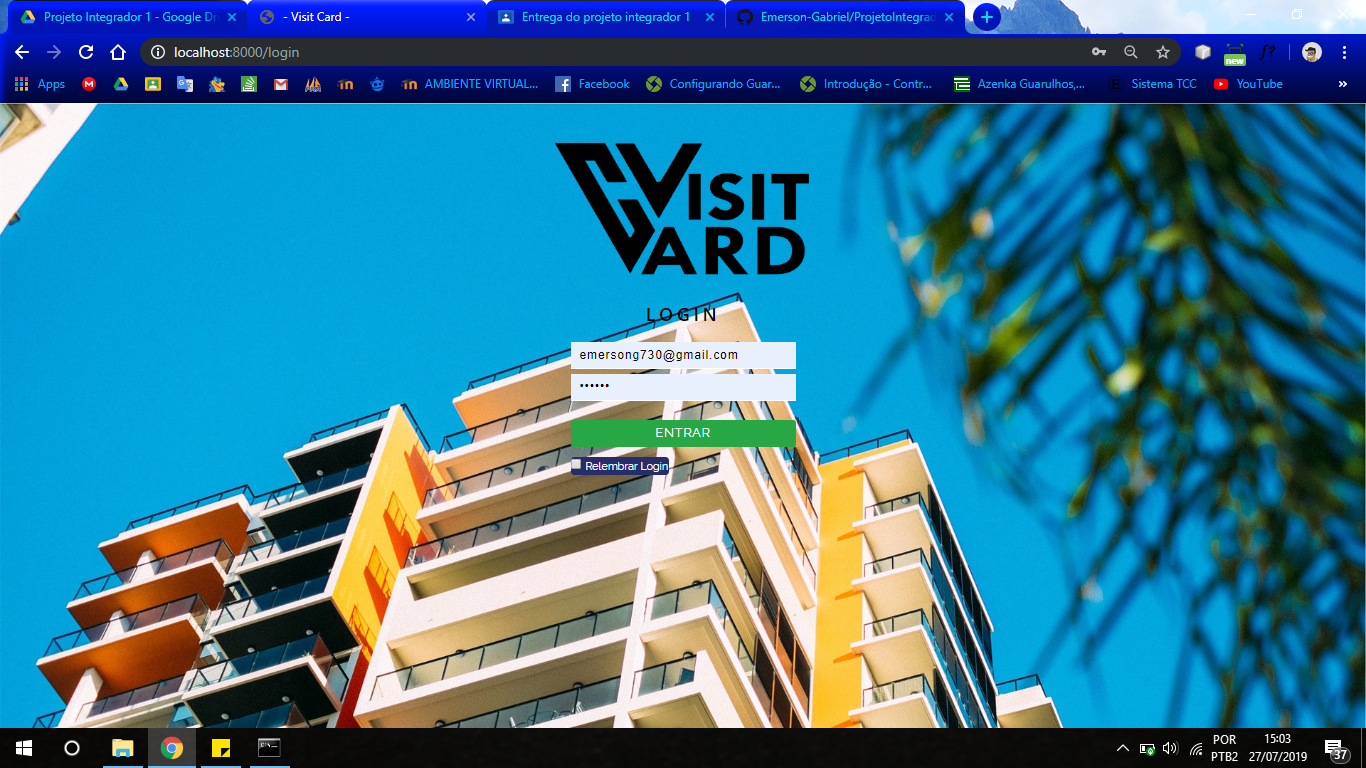 Projeto Integrador 1 - Google Dr
- Visit Card -
Entrega do projeto integrador 1
Emerson-Gabriel/ProjetoIntegrad
localhost:8000/login
new
f?
Apps
M
AMBIENTE VIRTUAL...
Facebook
Configurando Guar...
Introdução - Contr...
Azenka Guarulhos,...
E
Sistema TCC
YouTube
»
VISIT
CARD
LOGIN
emersong730@gmail.com
••••••
ENTRAR
Relembrar Login
POR
PTB2
15:03
27/07/2019
37